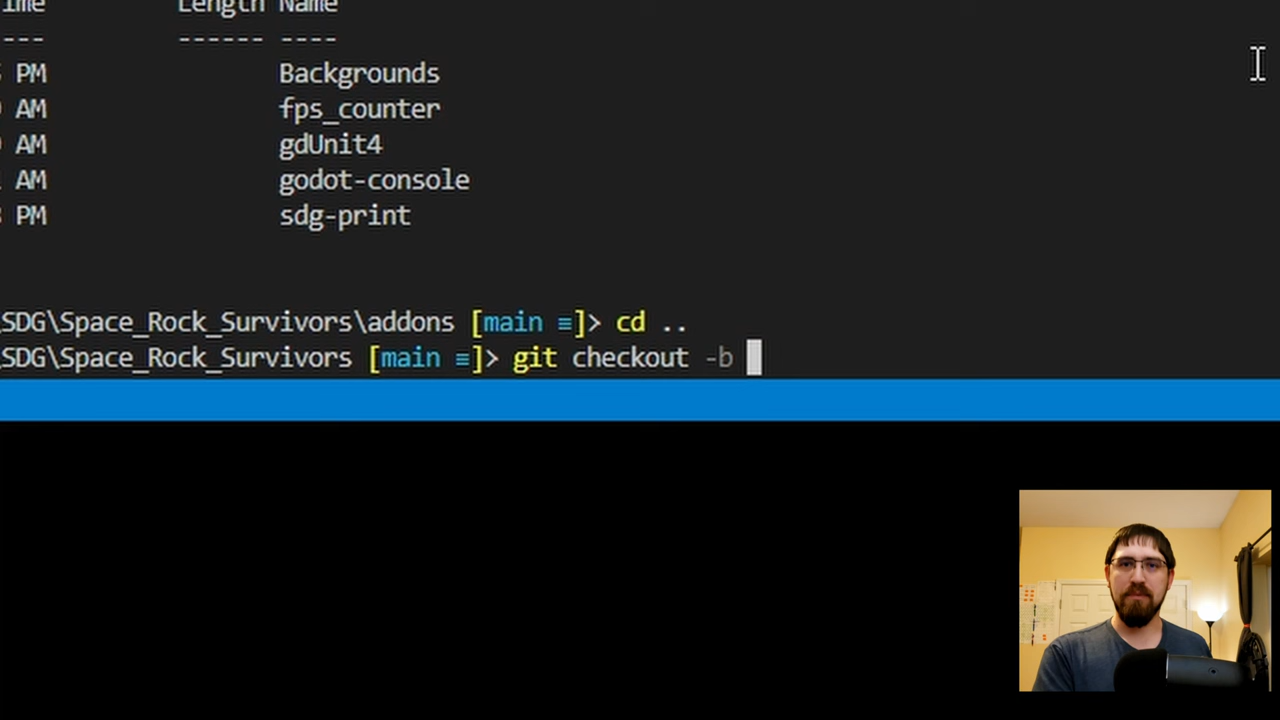 Length Name
--- ------ ----
PM Backgrounds
AM fps_counter
AM gdUnit4
AM godot-console
PM sdg-print
SDG\Space_Rock_Survivors\addons [main ≡]> cd ..
SDG\Space_Rock_Survivors [main ≡]> git checkout -b